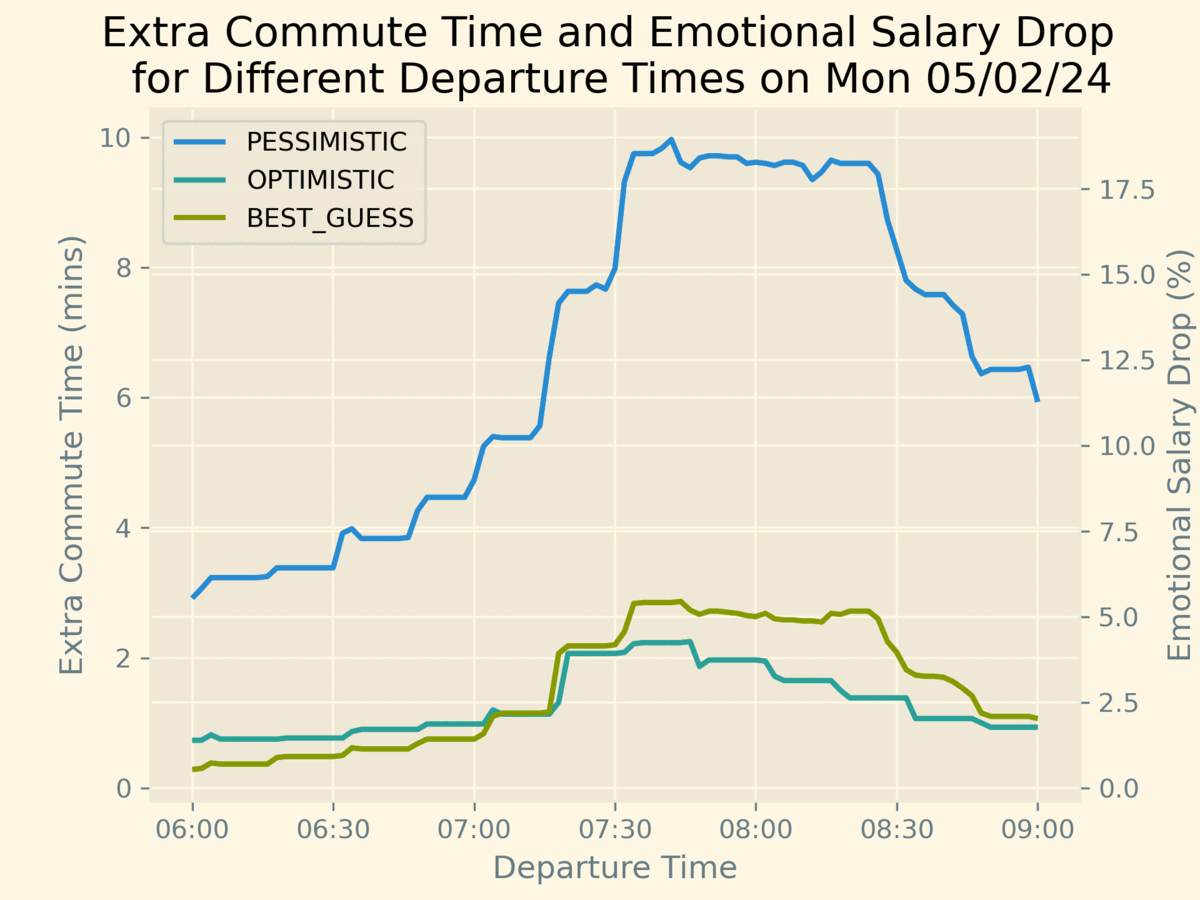 Extra Commute Time and Emotional Salary Drop
for Different Departure Times on Mon 05/02/24
PESSIMISTIC
OPTIMISTIC
BEST_GUESS
Extra Commute Time (mins)
10
8
6
4
2
0
17.5
15.0
12.5
10.0
7.5
5.0
2.5
0.0
Emotional Salary Drop (%)
06:00 06:30 07:00 07:30 08:00 08:30 09:00
Departure Time